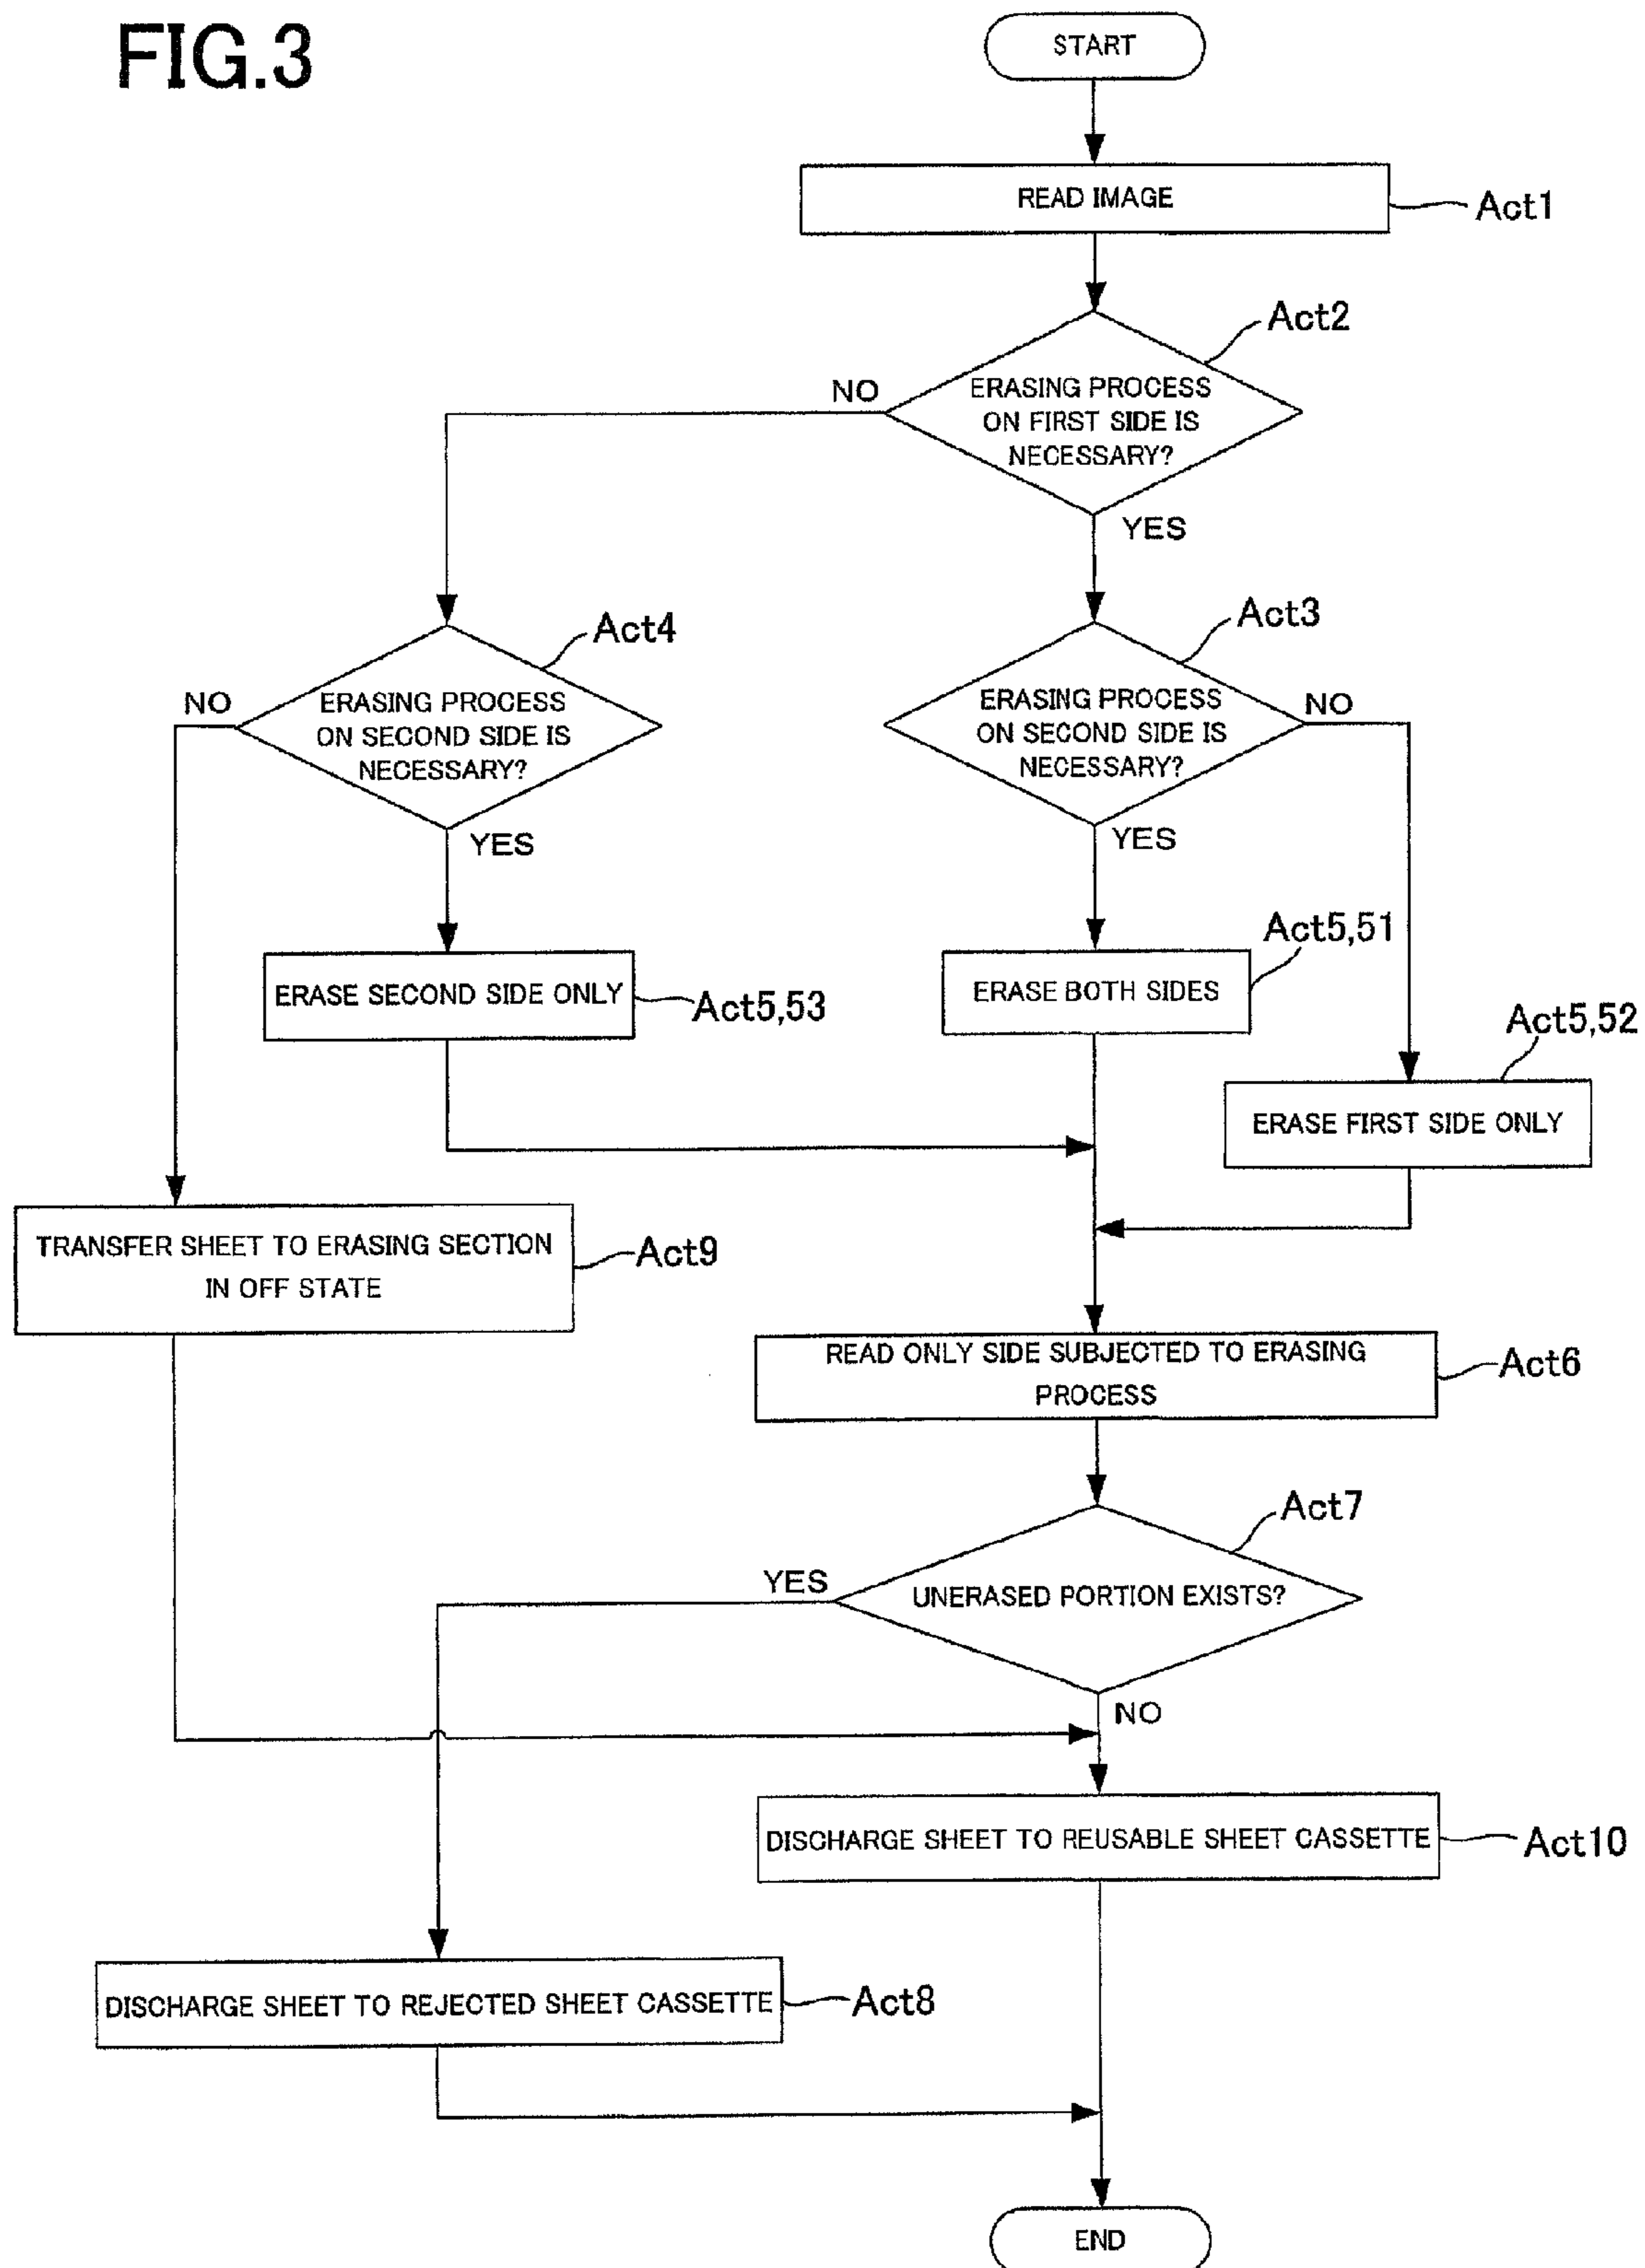 FIG.3
START
READ IMAGE
Act1
Act2
NO
ERASING PROCESS
ON FIRST SIDE IS
NECESSARY?
YES
Act4
Act3
NO
ERASING PROCESS
ON SECOND SIDE IS
NECESSARY?
YES
ERASING PROCESS
ON SECOND SIDE IS
NECESSARY?
NO
YES
ERASE SECOND SIDE ONLY
Act5,53
ERASE BOTH SIDES
Act5,51
Act5,52
ERASE FIRST SIDE ONLY
TRANSFER SHEET TO ERASING SECTION
IN OFF STATE
Act9
READ ONLY SIDE SUBJECTED TO ERASING
PROCESS
Act6
Act7
YES
UNERASED PORTION EXISTS?
NO
DISCHARGE SHEET TO REUSABLE SHEET CASSETTE
Act10
DISCHARGE SHEET TO REJECTED SHEET CASSETTE
Act8
END